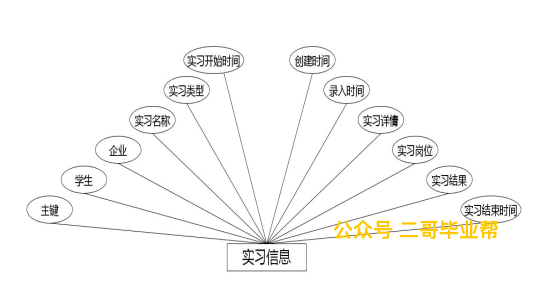 实习开始时间 创建时间
实习类型 录入时间
实习名称 实习详情
企业 实习岗位
学生 实习结果
主键 实习结束时间
公众号 二哥毕业帮
实习信息